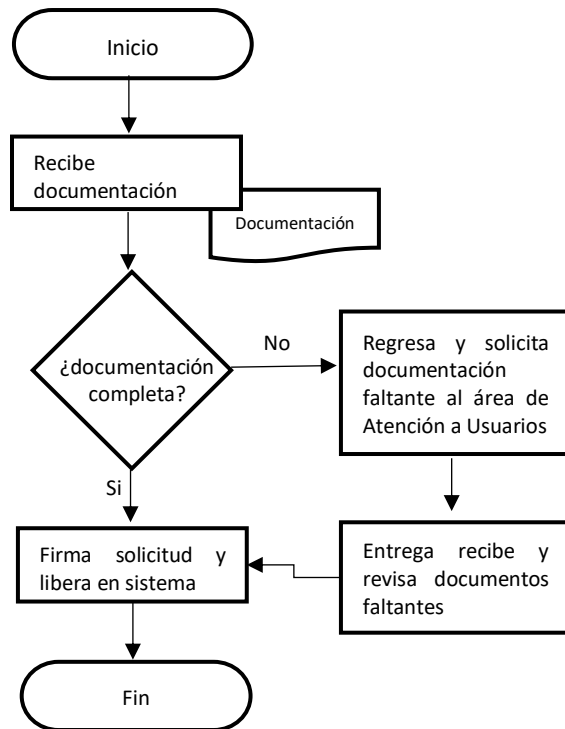 Inicio
Recibe
documentación
Documentación
¿documentación
completa?
No
Regresa y solicita
documentación
faltante al área de
Atención a Usuarios
Si
Entrega recibe y
revisa documentos
faltantes
Firma solicitud y
libera en sistema
Fin